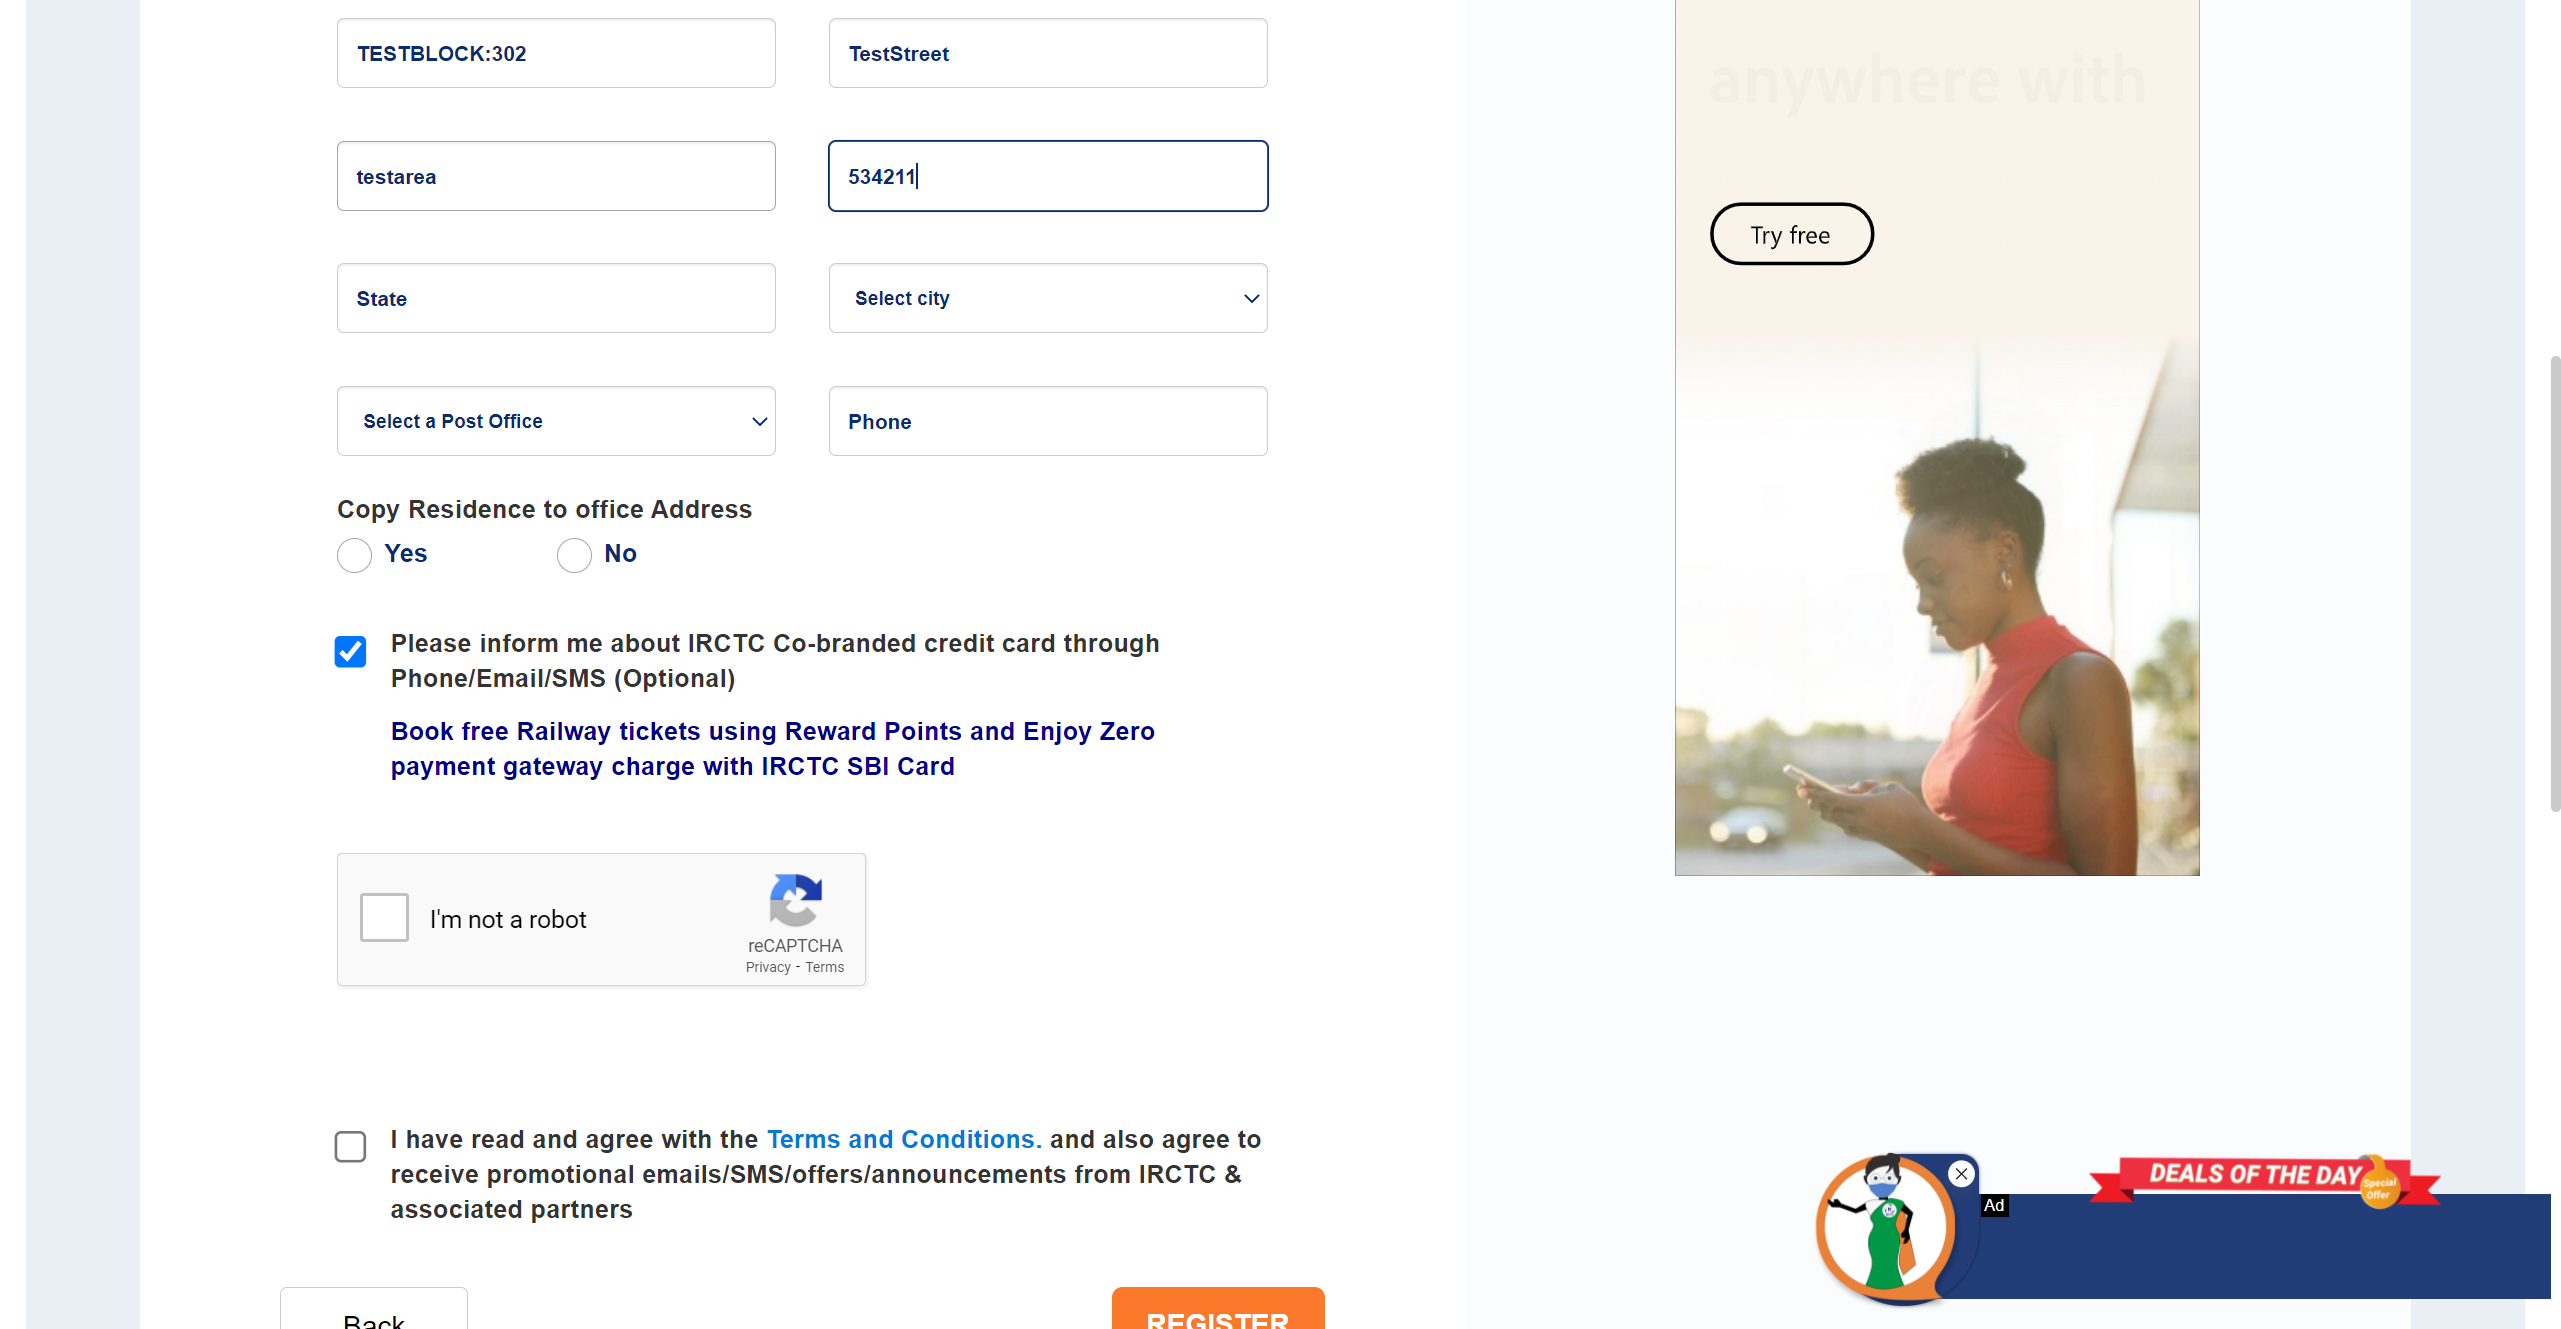 TESTBLOCK:302
TestStreet
testarea
534211
State
Select city
Select a Post Office
Phone
Copy Residence to office Address
Yes
No
Please inform me about IRCTC Co-branded credit card through
Phone/Email/SMS (Optional)
Book free Railway tickets using Reward Points and Enjoy Zero
payment gateway charge with IRCTC SBI Card
I'm not a robot
reCAPTCHA
Privacy - Terms
I have read and agree with the Terms and Conditions. and also agree to
receive promotional emails/SMS/offers/announcements from IRCTC &
associated partners
Back
REGISTER
anywhere with
Try free
DEALS OF THE DAY
Special
Offer
Ad